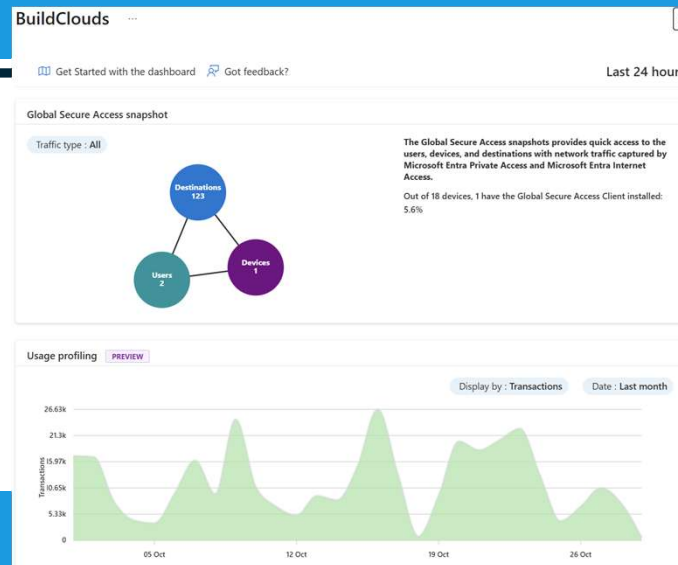 BuildClouds ...
Get Started with the dashboard Got feedback?
Last 24 hour
Global Secure Access snapshot
Traffic type : All
Destinations
123
Users
2
Devices
1
The Global Secure Access snapshots provides quick access to the
users, devices, and destinations with network traffic captured by
Microsoft Entra Private Access and Microsoft Entra Internet
Access.
Out of 18 devices, 1 have the Global Secure Access Client installed:
5.6%
Usage profiling PREVIEW
Display by : Transactions Date : Last month
Transactions
26.63k
21.3k
15.97k
10.65k
5.33k
0
05 Oct 12 Oct 19 Oct 26 Oct